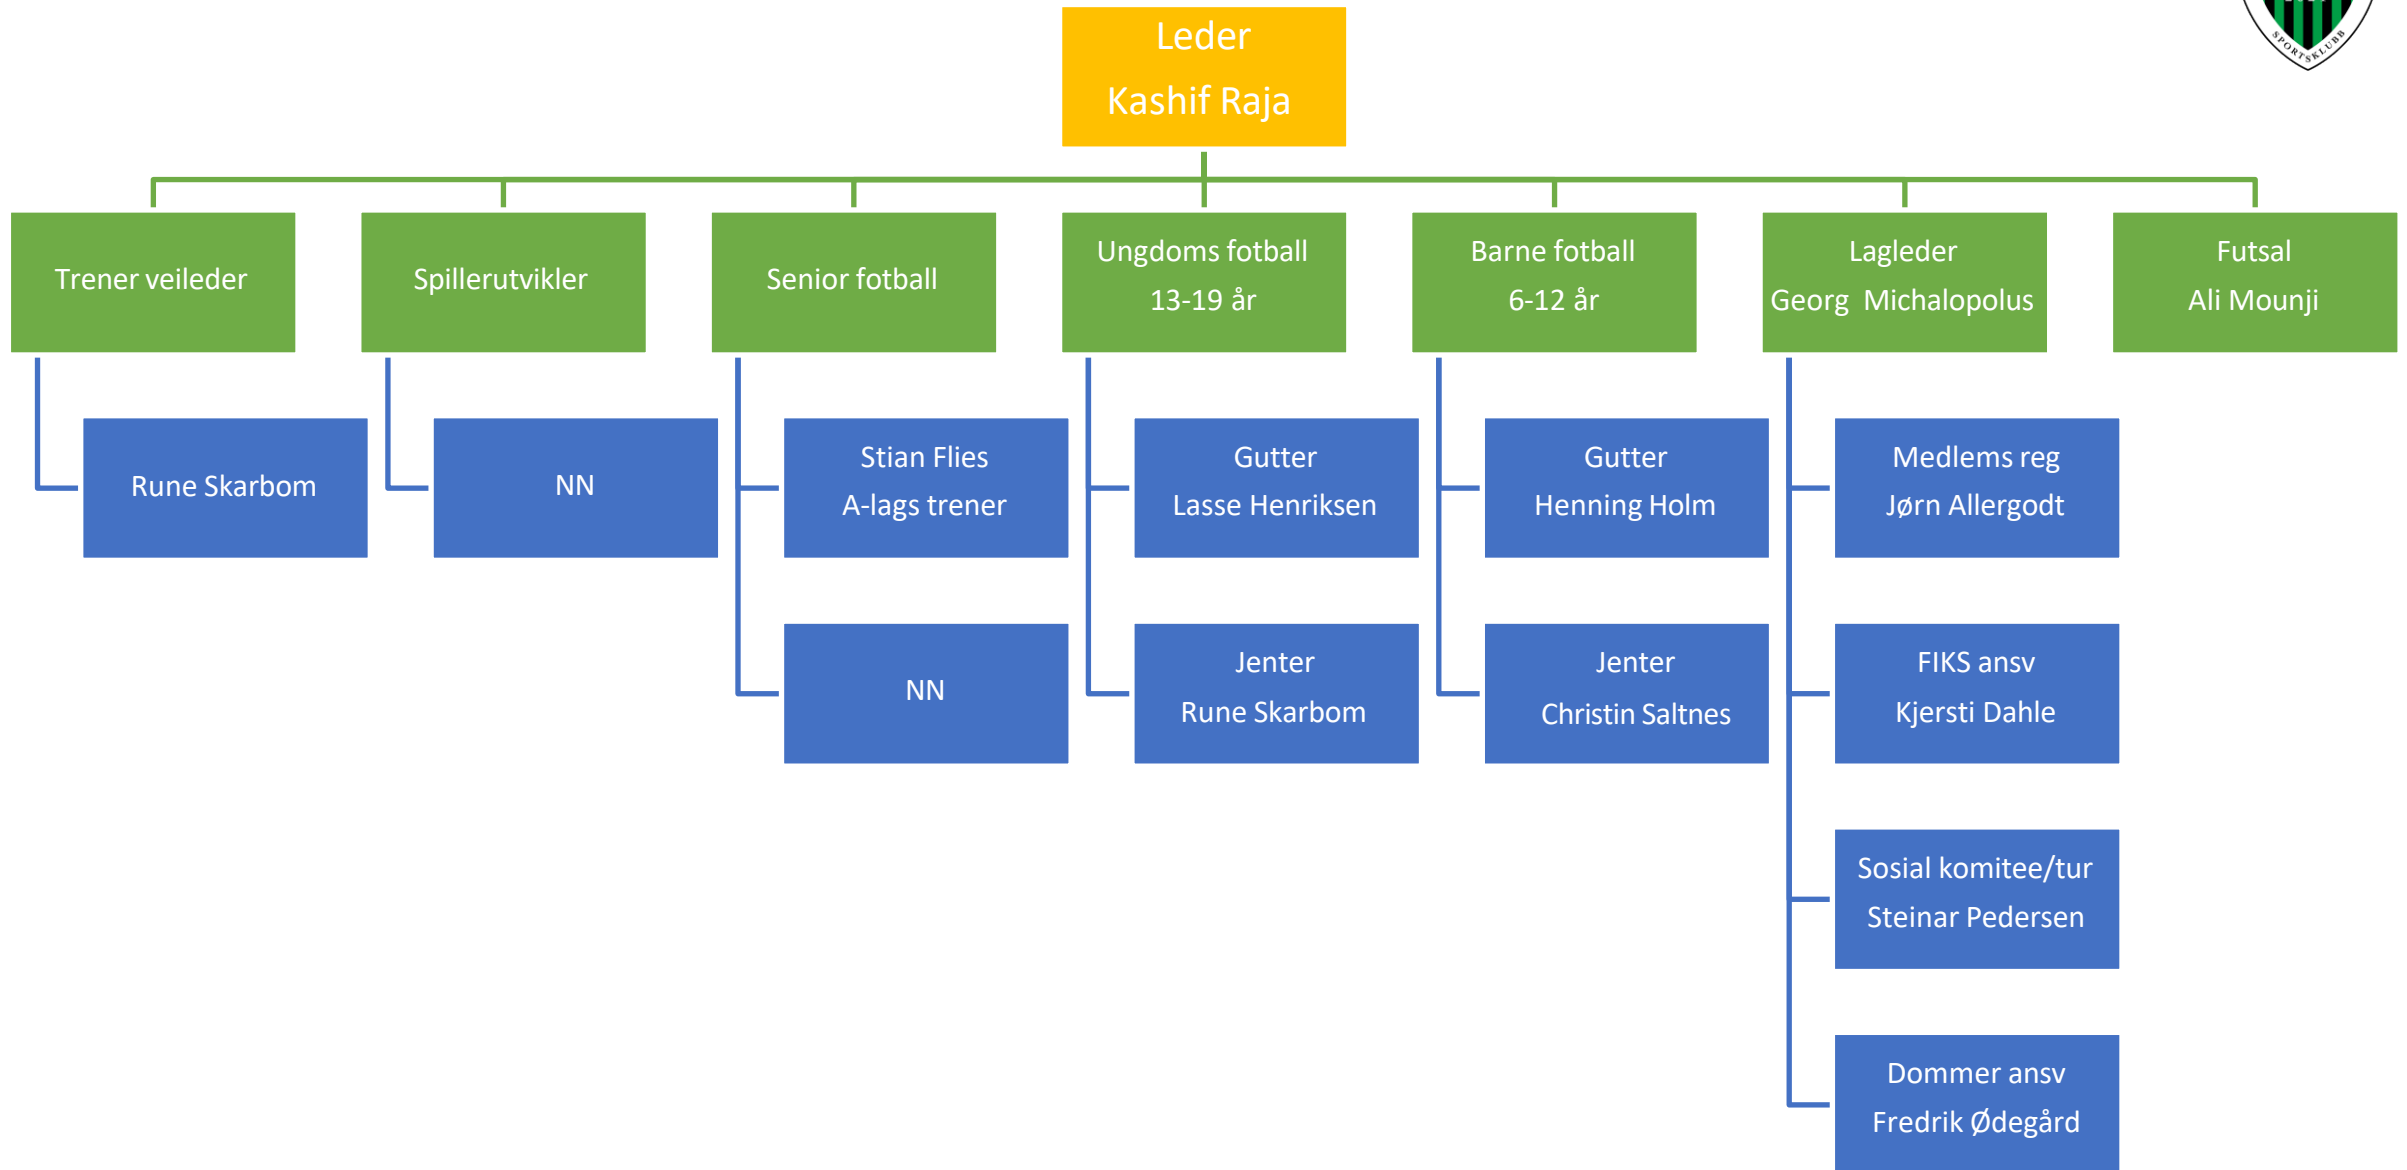 SPORTSKLUBB
Leder
Kashif Raja
Trener veileder
Spillerutvikler
Senior fotball
Ungdoms fotball
13-19 år
Barne fotball
6-12 år
Lagleder
Georg  Michalopolus
Futsal
Ali Mounji
Rune Skarbom
NN
Stian Flies
A-lags trener
Gutter
Lasse Henriksen
Gutter
Henning Holm
Medlems reg
Jørn Allergodt
NN
Jenter
Rune Skarbom
Jenter
Christin Saltnes
FIKS ansv
Kjersti Dahle
Sosial komitee/tur
Steinar Pedersen
Dommer ansv
Fredrik Ødegård